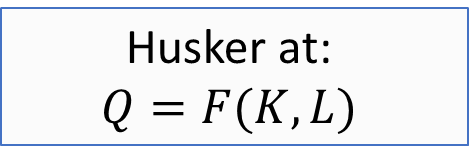 Husker at:
Q = F(K, L)